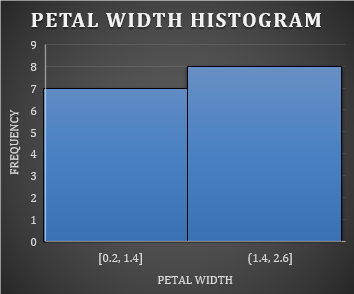 PETAL WIDTH HISTOGRAM
9
8
7
6
5
4
3
2
1
0
FREQUENCY
[0.2, 1.4] (1.4, 2.6]
PETAL WIDTH